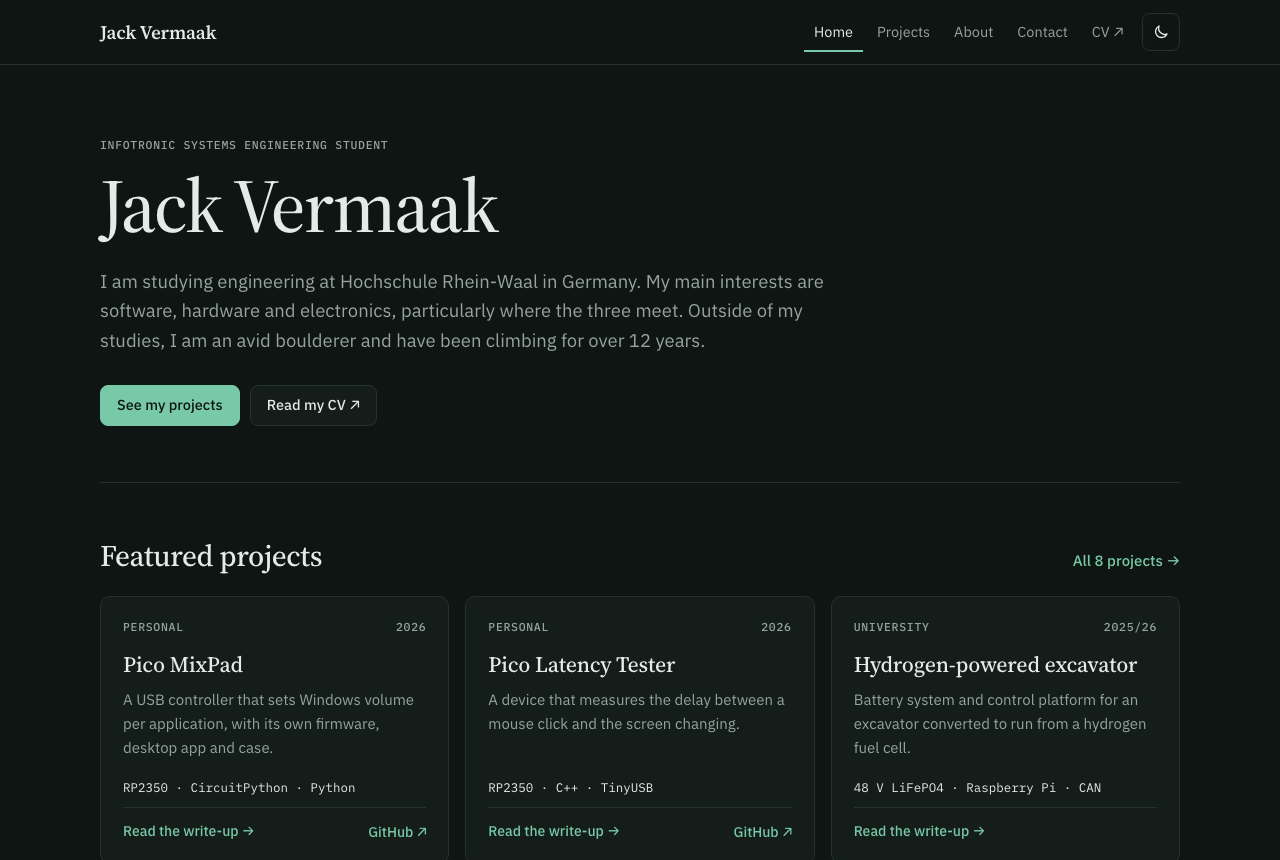 Jack Vermaak
Home Projects About Contact CV ↗
INFOTRONIC SYSTEMS ENGINEERING STUDENT
Jack Vermaak
I am studying engineering at Hochschule Rhein-Waal in Germany. My main interests are
software, hardware and electronics, particularly where the three meet. Outside of my
studies, I am an avid boulderer and have been climbing for over 12 years.
See my projects
Read my CV ↗
Featured projects
All 8 projects →
PERSONAL 2026
Pico MixPad
A USB controller that sets Windows volume
per application, with its own firmware,
desktop app and case.
RP2350 · CircuitPython · Python
Read the write-up → GitHub ↗
PERSONAL 2026
Pico Latency Tester
A device that measures the delay between a
mouse click and the screen changing.
RP2350 · C++ · TinyUSB
Read the write-up → GitHub ↗
UNIVERSITY 2025/26
Hydrogen-powered excavator
Battery system and control platform for an
excavator converted to run from a hydrogen
fuel cell.
48 V LiFePO4 · Raspberry Pi · CAN
Read the write-up →